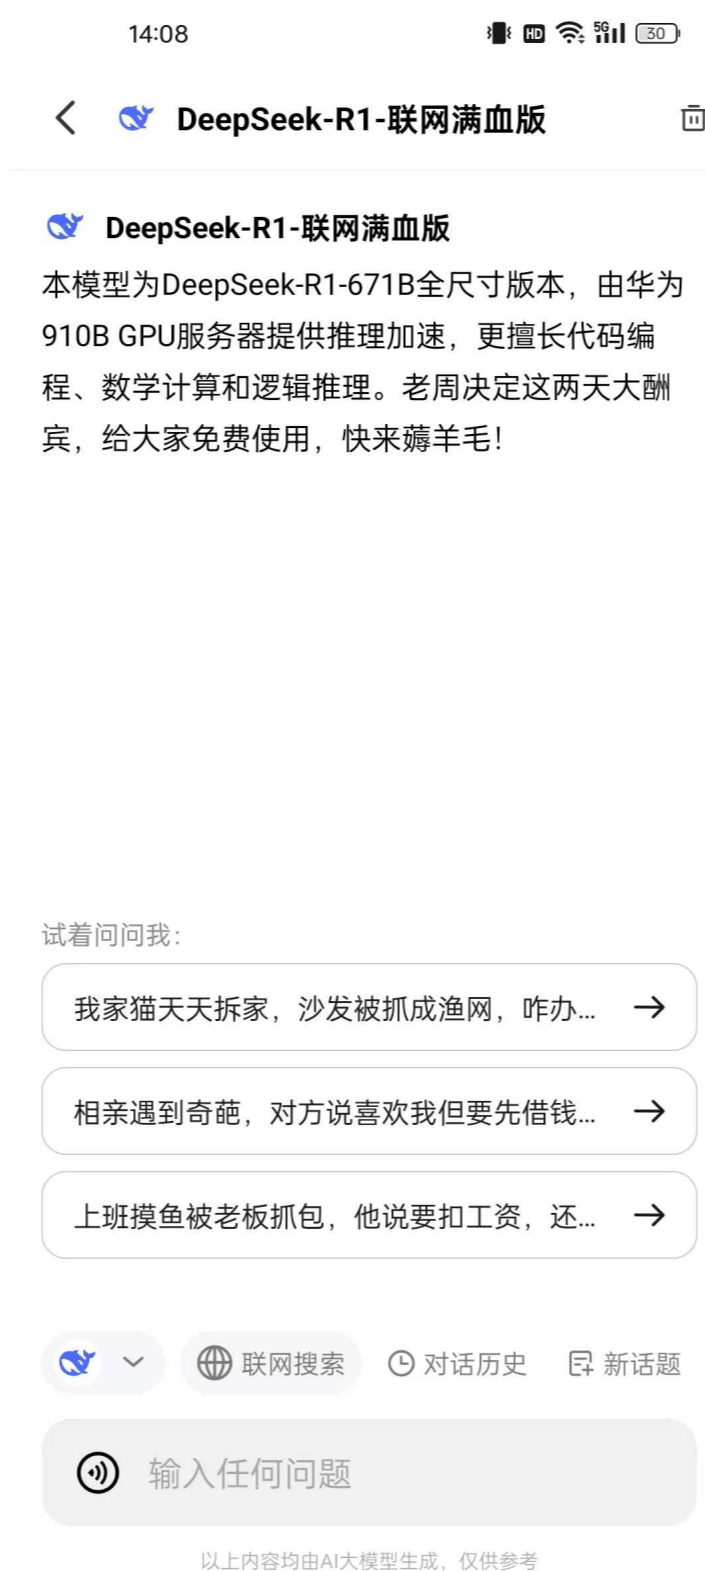 14:08
HD
5G
30
DeepSeek-R1-联网满血版
DeepSeek-R1-联网满血版
本模型为DeepSeek-R1-671B全尺寸版本，由华为
910B GPU服务器提供推理加速，更擅长代码编
程、数学计算和逻辑推理。老周决定这两天大酬
宾，给大家免费使用，快来薅羊毛！
试着问问我：
我家猫天天拆家，沙发被抓成渔网，咋办...
相亲遇到奇葩，对方说喜欢我但要先借钱...
上班摸鱼被老板抓包，他说要扣工资，还...
联网搜索
对话历史
新话题
输入任何问题
以上内容均由AI大模型生成，仅供参考